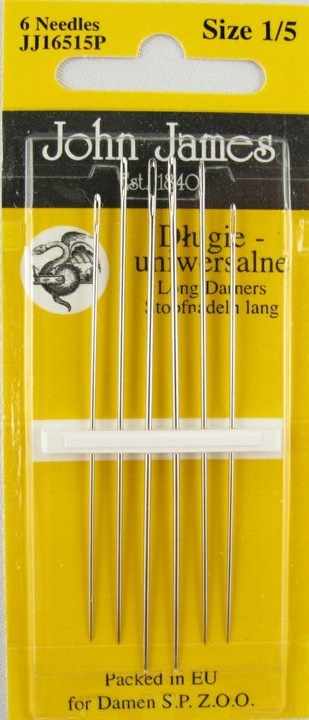 6 Needles
JJ16515P
Size 1/5
John James
Est. 1840
Długie -
uniwersalne
Long Darners
Stopfnadeln lang
Packed in EU
for Damen S.P. Z.O.O.